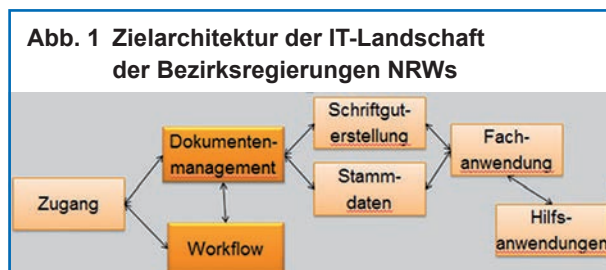 Abb. 1 Zielarchitektur der IT-Landschaft
der Bezirksregierungen NRWs
Zugang
Dokumenten-
management
Workflow
Schriftgut-
erstellung
Stamm-
daten
Fach-
anwendung
Hilfs-
anwendungen